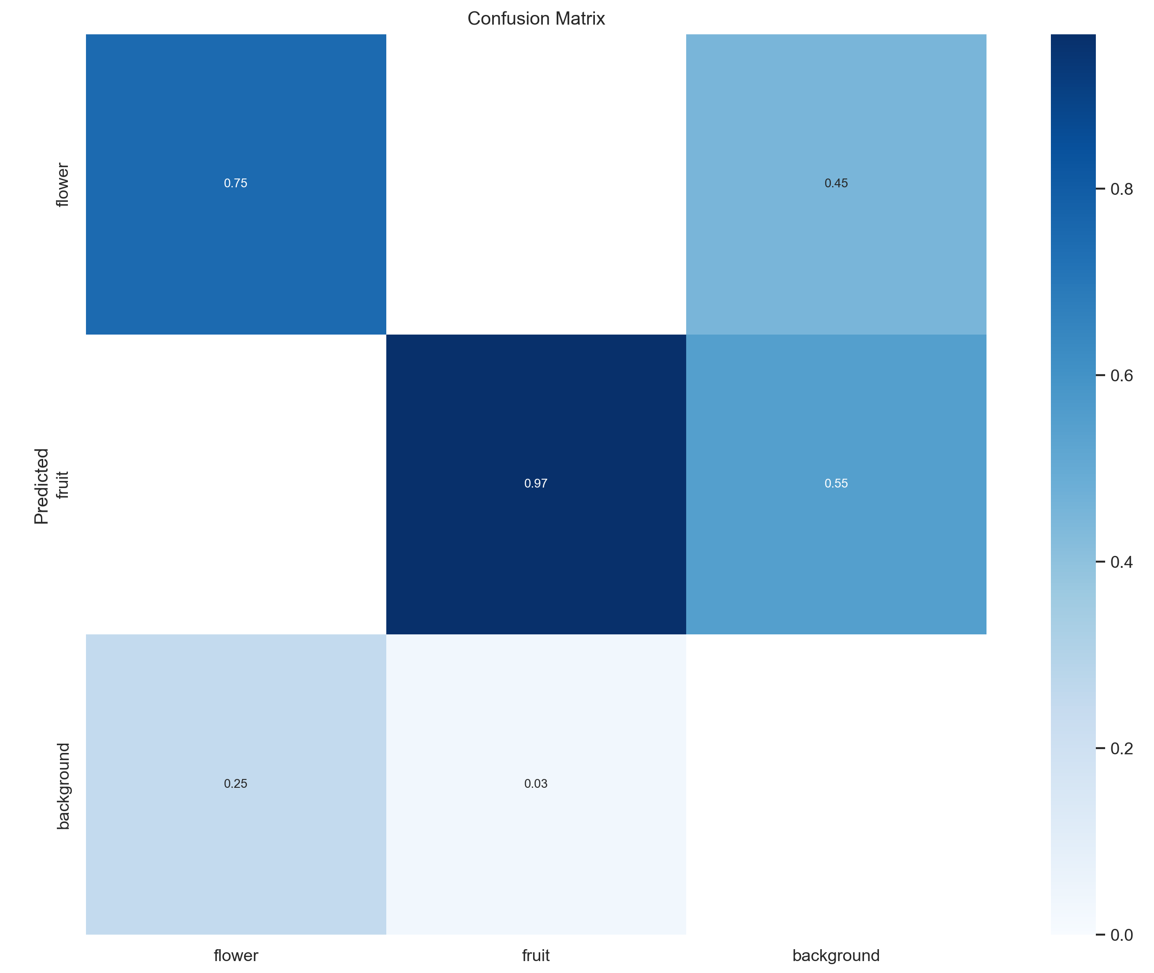 Confusion Matrix
flower
0.75
0.45
0.8
0.6
Predicted
fruit
0.97
0.55
0.4
background
0.25
0.03
0.2
0.0
flower
fruit
background